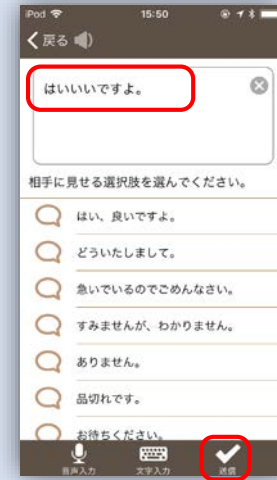 iPod 15:50
戻る
はいいいですよ。
相手に見せる選択肢を選んでください。
はい、良いですよ。
どういたしまして。
急いでいるのでごめんなさい。
すみませんが、わかりません。
ありません。
品切れです。
お待ちください。
音声入力 文字入力 送信